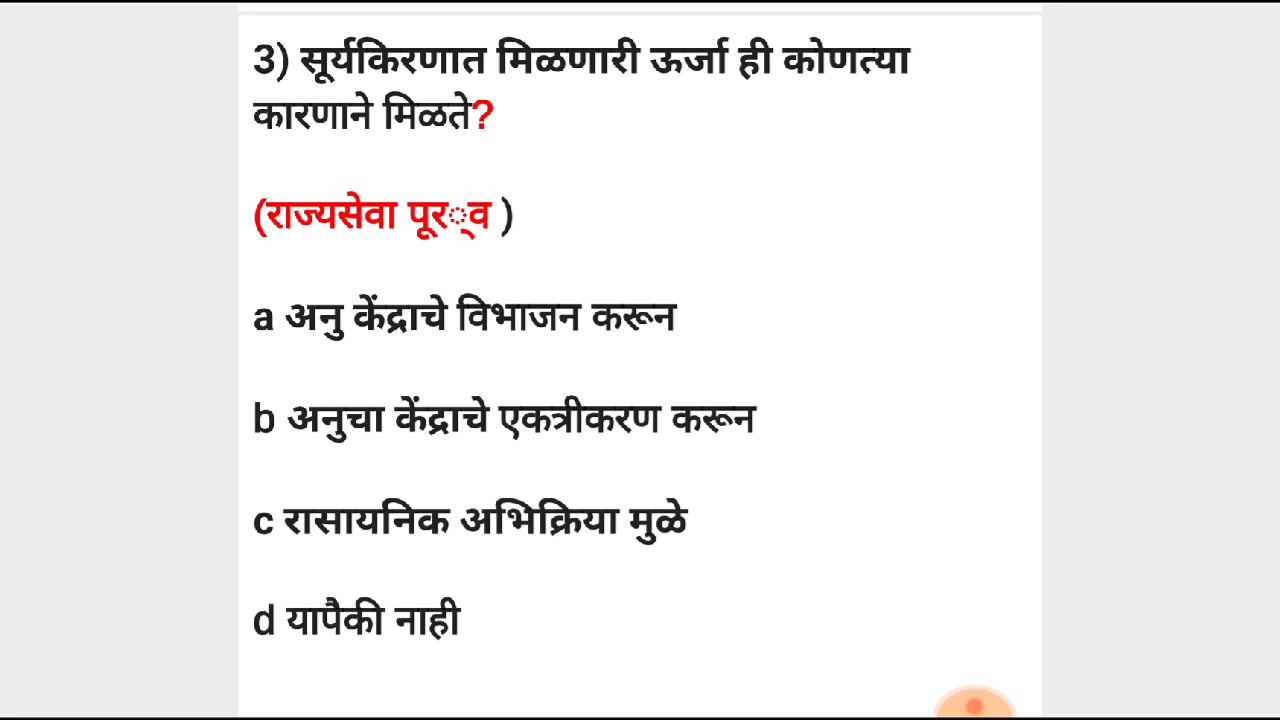 3) सूर्यकिरणात मिळणारी ऊर्जा ही कोणत्या
कारणाने मिळते?
(राज्यसेवा पूर ्व )
a अनु केंद्राचे विभाजन करून
b अनुचा केंद्राचे एकत्रीकरण करून
c रासायनिक अभिक्रिया मुळे
d यापैकी नाही